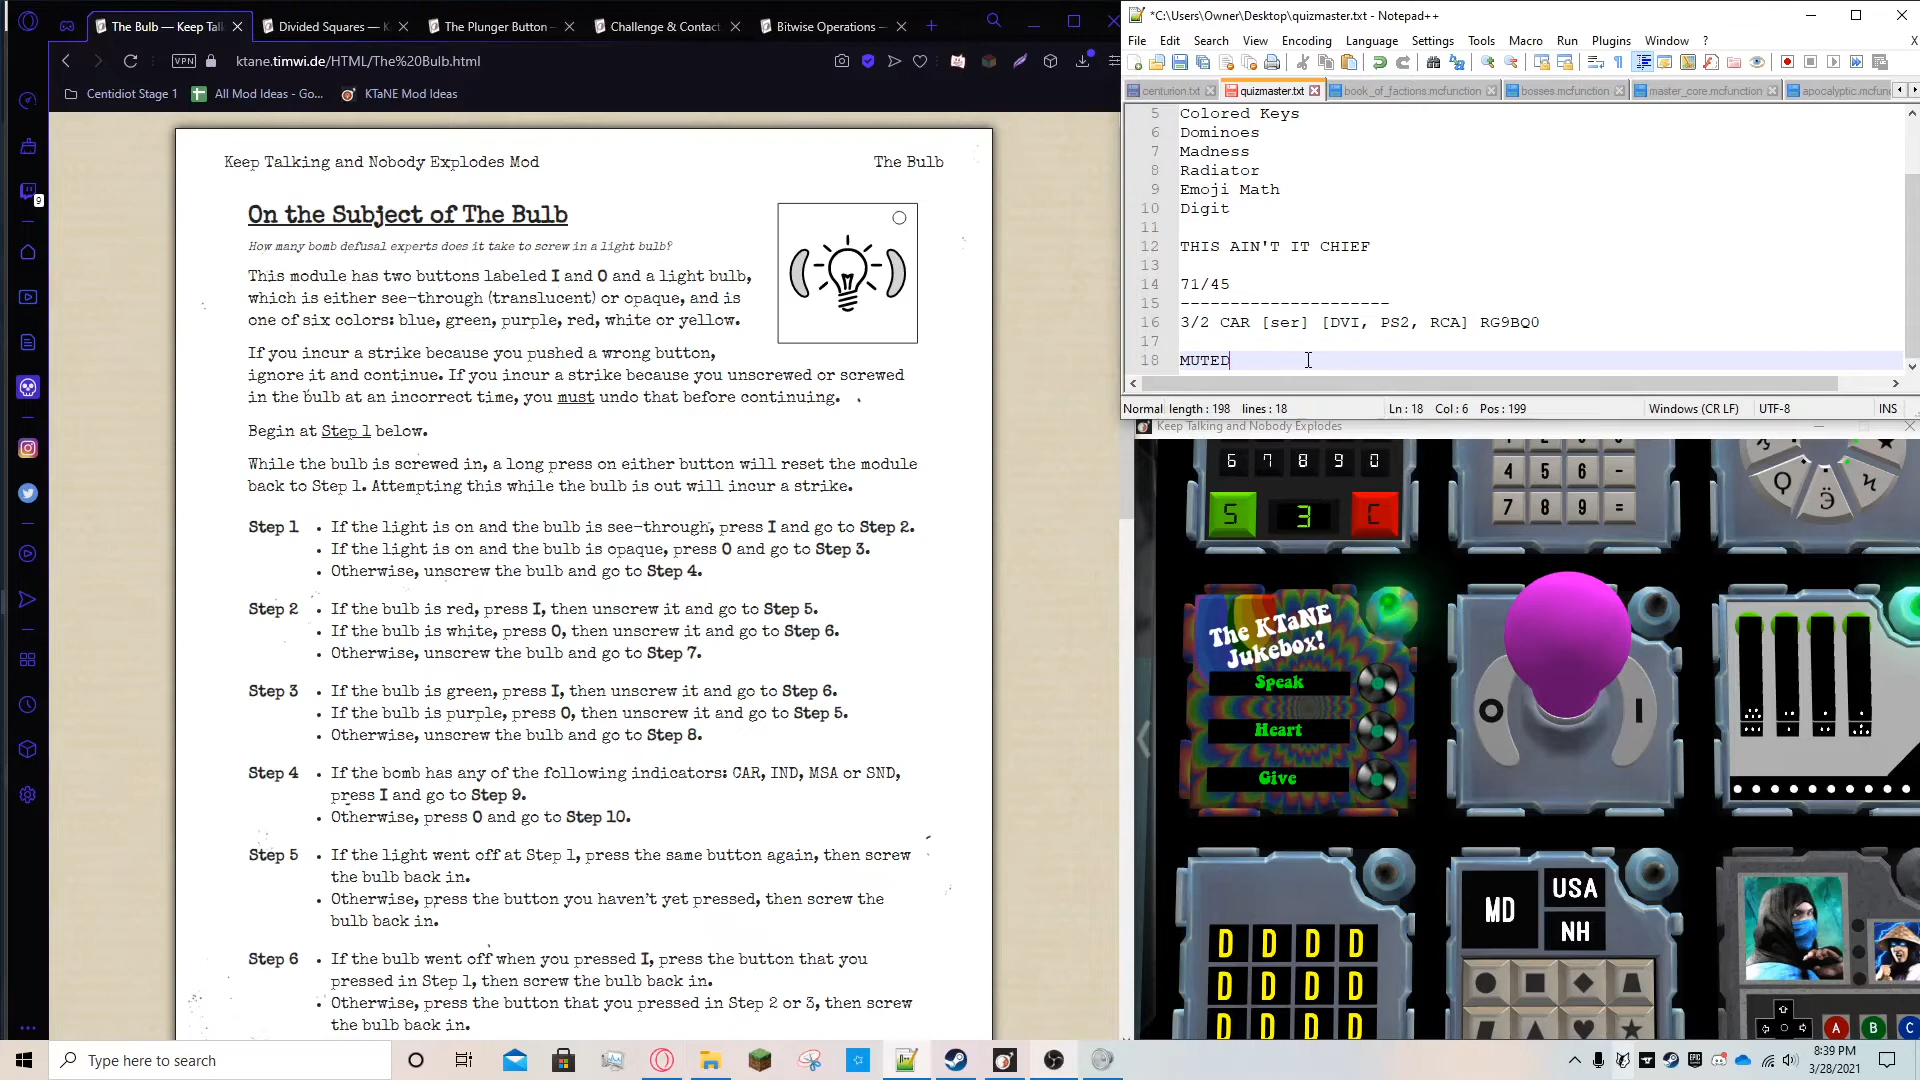 The Bulb — Keep Tal
Divided Squares — K
The Plunger Button —
Challenge & Contact
Bitwise Operations —
VPN
ktane.timwi.de/HTML/The%20Bulb.html
Centidiot Stage 1
All Mod Ideas - Goo...
KTaNE Mod Ideas
9
Keep Talking and Nobody Explodes Mod
The Bulb
On the Subject of The Bulb
How many bomb defusal experts does it take to screw in a light bulb?
This module has two buttons labeled I and O and a light bulb,
which is either see-through (translucent) or opaque, and is
one of six colors: blue, green, purple, red, white or yellow.
If you incur a strike because you pushed a wrong button,
ignore it and continue. If you incur a strike because you unscrewed or screwed
in the bulb at an incorrect time, you must undo that before continuing.
Begin at Step 1 below.
While the bulb is screwed in, a long press on either button will reset the module
back to Step 1. Attempting this while the bulb is out will incur a strike.
Step 1 • If the light is on and the bulb is see-through, press I and go to Step 2.
• If the light is on and the bulb is opaque, press O and go to Step 3.
• Otherwise, unscrew the bulb and go to Step 4.
Step 2 • If the bulb is red, press I, then unscrew it and go to Step 5.
• If the bulb is white, press O, then unscrew it and go to Step 6.
• Otherwise, unscrew the bulb and go to Step 7.
Step 3 • If the bulb is green, press I, then unscrew it and go to Step 6.
• If the bulb is purple, press O, then unscrew it and go to Step 5.
• Otherwise, unscrew the bulb and go to Step 8.
Step 4 • If the bomb has any of the following indicators: CAR, IND, MSA or SND,
press I and go to Step 9.
• Otherwise, press O and go to Step 10.
Step 5 • If the light went off at Step 1, press the same button again, then screw
the bulb back in.
• Otherwise, press the button you haven't yet pressed, then screw the
bulb back in.
Step 6 • If the bulb went off when you pressed I, press the button that you
pressed in Step 1, then screw the bulb back in.
• Otherwise, press the button that you pressed in Step 2 or 3, then screw
the bulb back in.
*C:\Users\Owner\Desktop\quizmaster.txt - Notepad++
File Edit Search View Encoding Language Settings Tools Macro Run Plugins Window ? X
centurion.txt quizmaster.txt book_of_factions.mcfunction bosses.mcfunction master_core.mcfunction apocalyptic.mcfun
5 Colored Keys
6 Dominoes
7 Madness
8 Radiator
9 Emoji Math
10 Digit
11
12 THIS AIN'T IT CHIEF
13
14 71/45
15 ---------------------
16 3/2 CAR [ser] [DVI, PS2, RCA] RG9BQ0
17
18 MUTED
Normal length : 198 lines : 18 Ln : 18 Col : 6 Pos : 199 Windows (CR LF) UTF-8 INS
Keep Talking and Nobody Explodes
6 7 8 9 0
S 3 C
4 5 6 -
7 8 9 =
The KTaNE
Jukebox!
Speak
Heart
Give
O I
D D D D
D D D D
D D D D
MD
USA
NH
A B C
Type here to search
8:39 PM
3/28/2021